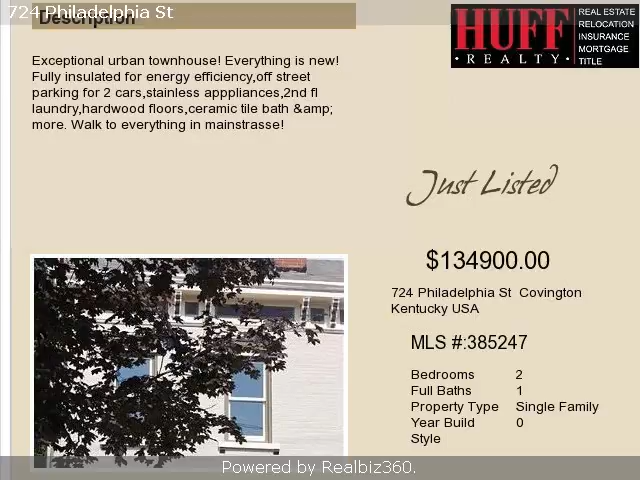 724 Philadelphia St
Description
Exceptional urban townhouse! Everything is new!
Fully insulated for energy efficiency,off street
parking for 2 cars,stainless apppliances,2nd fl
laundry,hardwood floors,ceramic tile bath &amp;
more. Walk to everything in mainstrasse!
HUFF
·REALTY·
REAL ESTATE
RELOCATION
INSURANCE
MORTGAGE
TITLE
Just Listed
$134900.00
724 Philadelphia St  Covington
Kentucky USA
MLS #:385247
Bedrooms 2
Full Baths 1
Property Type Single Family
Year Build 0
Style
Powered by Realbiz360.